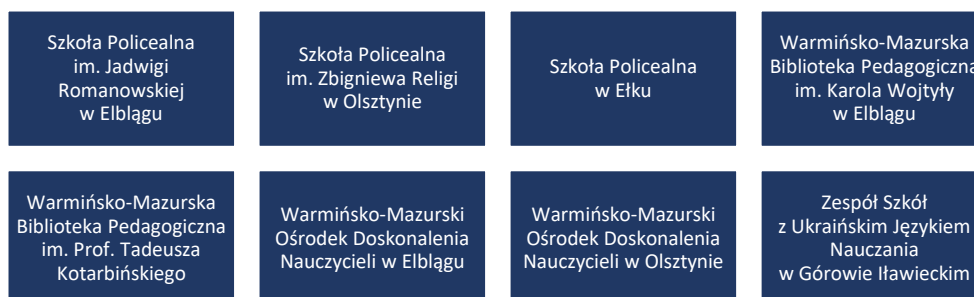 Szkoła Policealna
im. Jadwigi
Romanowskiej
w Elblągu
Szkoła Policealna
im. Zbigniewa Religi
w Olsztynie
Szkoła Policealna
w Ełku
Warmińsko-Mazurska
Biblioteka Pedagogiczna
im. Karola Wojtyły
w Elblągu
Warmińsko-Mazurska
Biblioteka Pedagogiczna
im. Prof. Tadeusza
Kotarbińskiego
Warmińsko-Mazurski
Ośrodek Doskonalenia
Nauczycieli w Elblągu
Warmińsko-Mazurski
Ośrodek Doskonalenia
Nauczycieli w Olsztynie
Zespół Szkół
z Ukraińskim Językiem
Nauczania
w Górowie Iławieckim